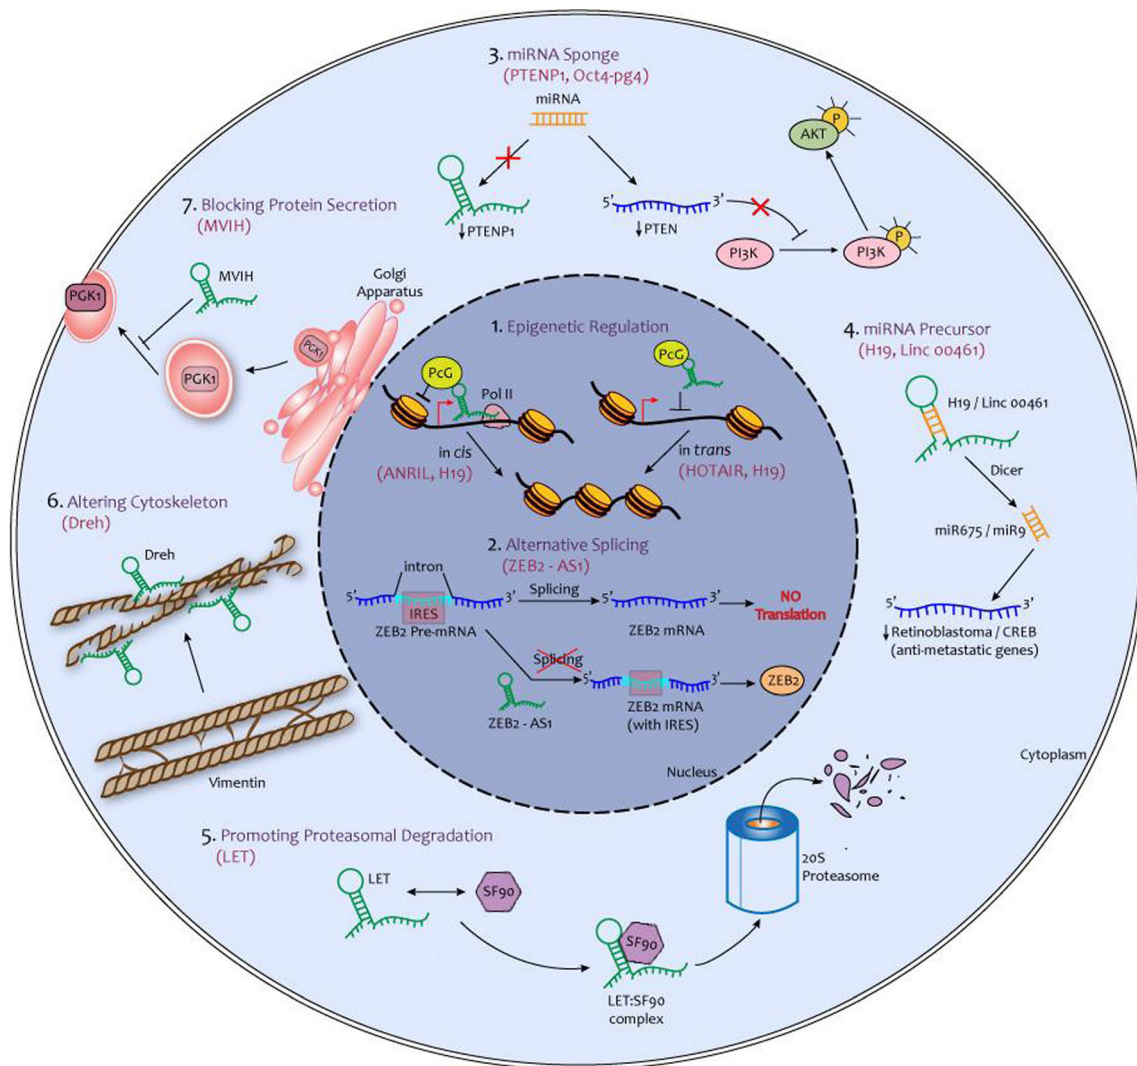 3. miRNA Sponge
(PTENP1, Oct4-pg4)
miRNA
PTENP1
5'
3'
PTEN
PI3K
PI3K
P
AKT
P
7. Blocking Protein Secretion
(MVIH)
MVIH
PGK1
PGK1
PGK1
Golgi
Apparatus
1. Epigenetic Regulation
PcG
Pol II
in cis
(ANRIL, H19)
PcG
in trans
(HOTAIR, H19)
4. miRNA Precursor
(H19, Linc 00461)
H19 / Linc 00461
Dicer
miR675 / miR9
5'
3'
Retinoblastoma / CREB
(anti-metastatic genes)
6. Altering Cytoskeleton
(Dreh)
Dreh
Vimentin
2. Alternative Splicing
(ZEB2 - AS1)
intron
5'
3'
IRES
ZEB2 Pre-mRNA
Splicing
5'
3'
ZEB2 mRNA
NO
Translation
Splicing
ZEB2 - AS1
5'
3'
ZEB2 mRNA
(with IRES)
ZEB2
Nucleus
Cytoplasm
5. Promoting Proteasomal Degradation
(LET)
LET
SF90
SF90
LET:SF90
complex
20S
Proteasome